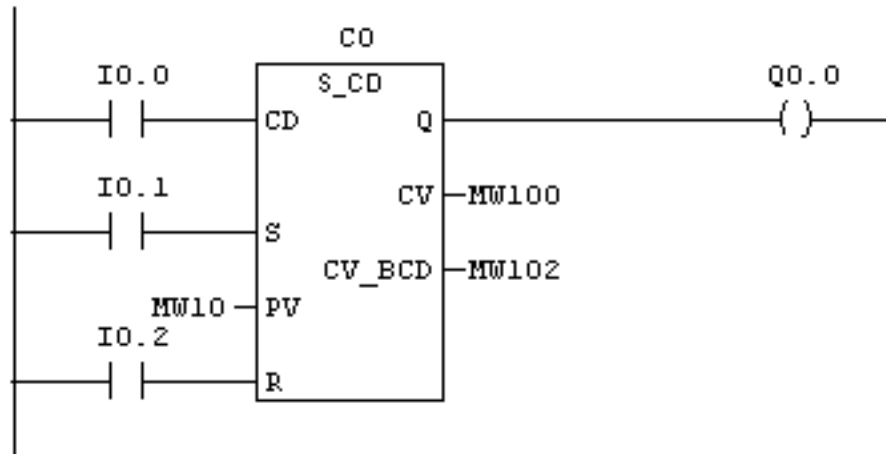 C0
I0.0
S_CD
Q0.0
CD
Q
I0.1
CV
MW100
S
CV_BCD
MW102
MW10
PV
I0.2
R